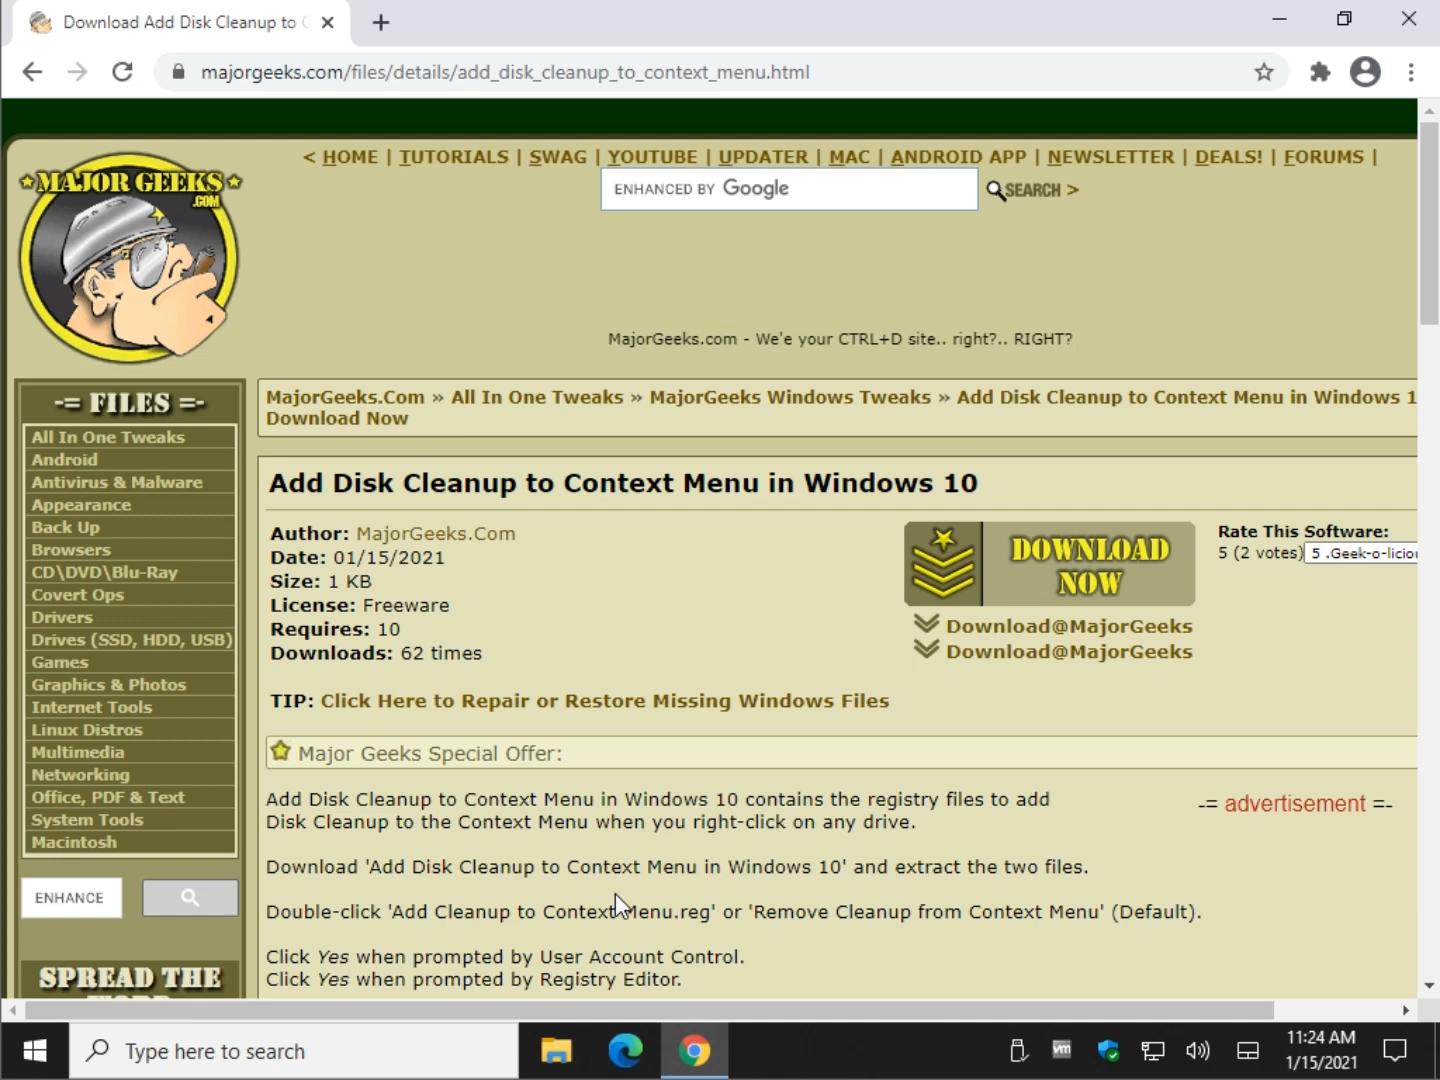 Download Add Disk Cleanup to C
majorgeeks.com/files/details/add_disk_cleanup_to_context_menu.html
< HOME | TUTORIALS | SWAG | YOUTUBE | UPDATER | MAC | ANDROID APP | NEWSLETTER | DEALS! | FORUMS |
ENHANCED BY Google
SEARCH >
MAJOR GEEKS
.COM
MajorGeeks.com - We'e your CTRL+D site.. right?.. RIGHT?
-= FILES =-
All In One Tweaks
Android
Antivirus & Malware
Appearance
Back Up
Browsers
CD\DVD\Blu-Ray
Covert Ops
Drivers
Drives (SSD, HDD, USB)
Games
Graphics & Photos
Internet Tools
Linux Distros
Multimedia
Networking
Office, PDF & Text
System Tools
Macintosh
ENHANCE
SPREAD THE
MajorGeeks.Com » All In One Tweaks » MajorGeeks Windows Tweaks » Add Disk Cleanup to Context Menu in Windows 1
Download Now
Add Disk Cleanup to Context Menu in Windows 10
Author: MajorGeeks.Com
Date: 01/15/2021
Size: 1 KB
License: Freeware
Requires: 10
Downloads: 62 times
DOWNLOAD
NOW
Download@MajorGeeks
Download@MajorGeeks
Rate This Software:
5 (2 votes) 5 .Geek-o-liciou
TIP: Click Here to Repair or Restore Missing Windows Files
Major Geeks Special Offer:
Add Disk Cleanup to Context Menu in Windows 10 contains the registry files to add
Disk Cleanup to the Context Menu when you right-click on any drive.
-= advertisement =-
Download 'Add Disk Cleanup to Context Menu in Windows 10' and extract the two files.
Double-click 'Add Cleanup to Context Menu.reg' or 'Remove Cleanup from Context Menu' (Default).
Click Yes when prompted by User Account Control.
Click Yes when prompted by Registry Editor.
Type here to search
vm
11:24 AM
1/15/2021